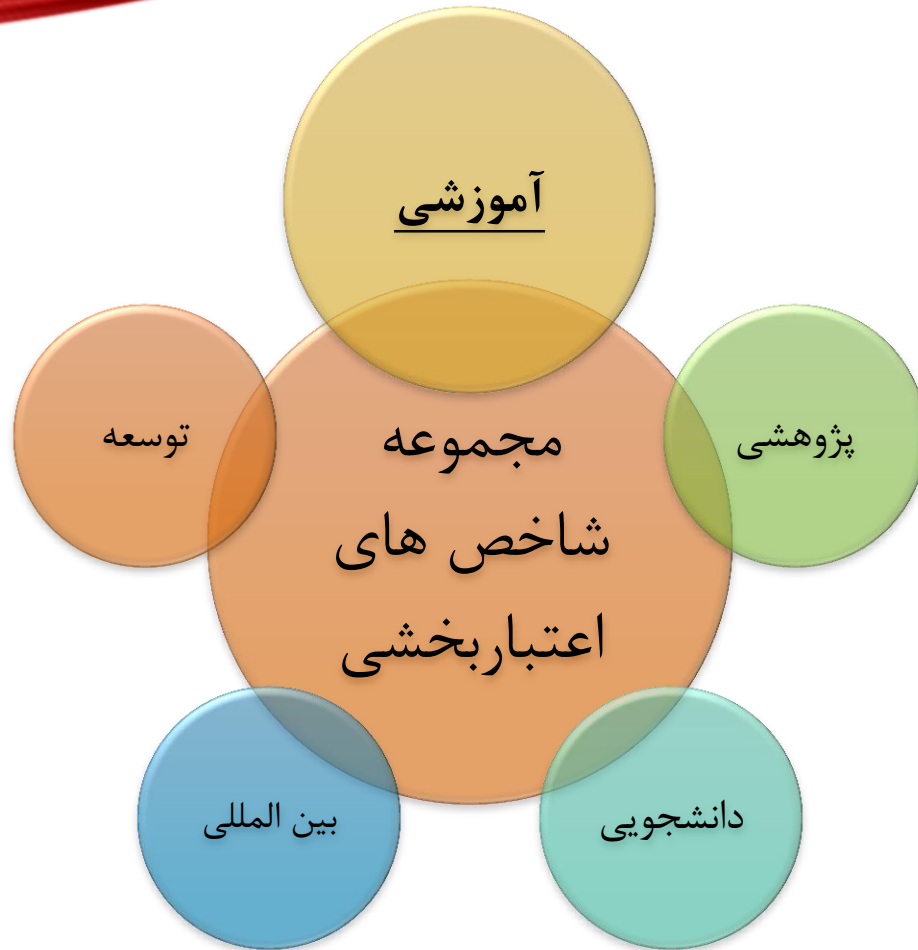 آموزشی
توسعه
پژوهشی
مجموعه
شاخص های
اعتباربخشی
بین المللی
دانشجویی